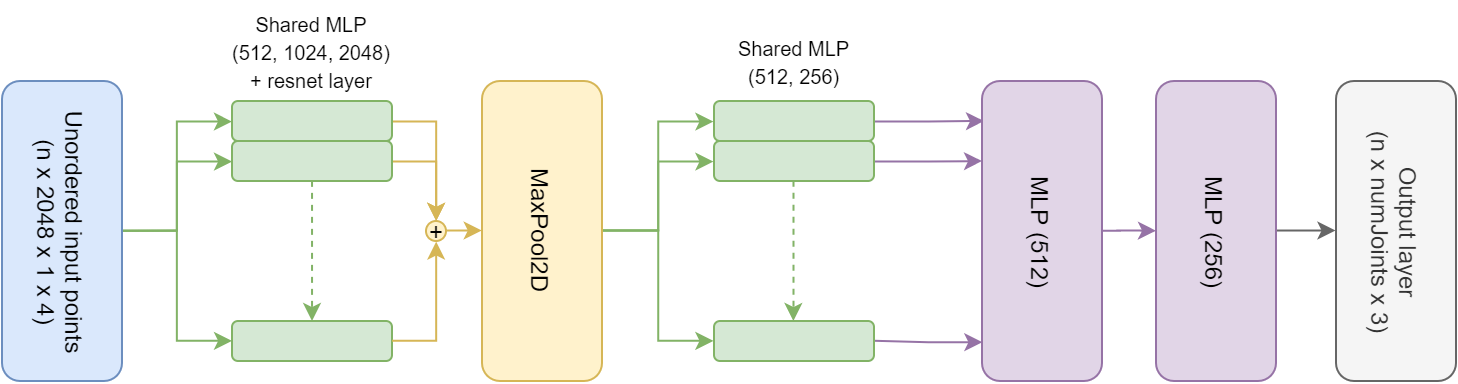 Unordered input points
(n x 2048 x 1 x 4)
Shared MLP
(512, 1024, 2048)
+ resnet layer
+
MaxPool2D
Shared MLP
(512, 256)
MLP (512)
MLP (256)
Output layer
(n x numJoints x 3)